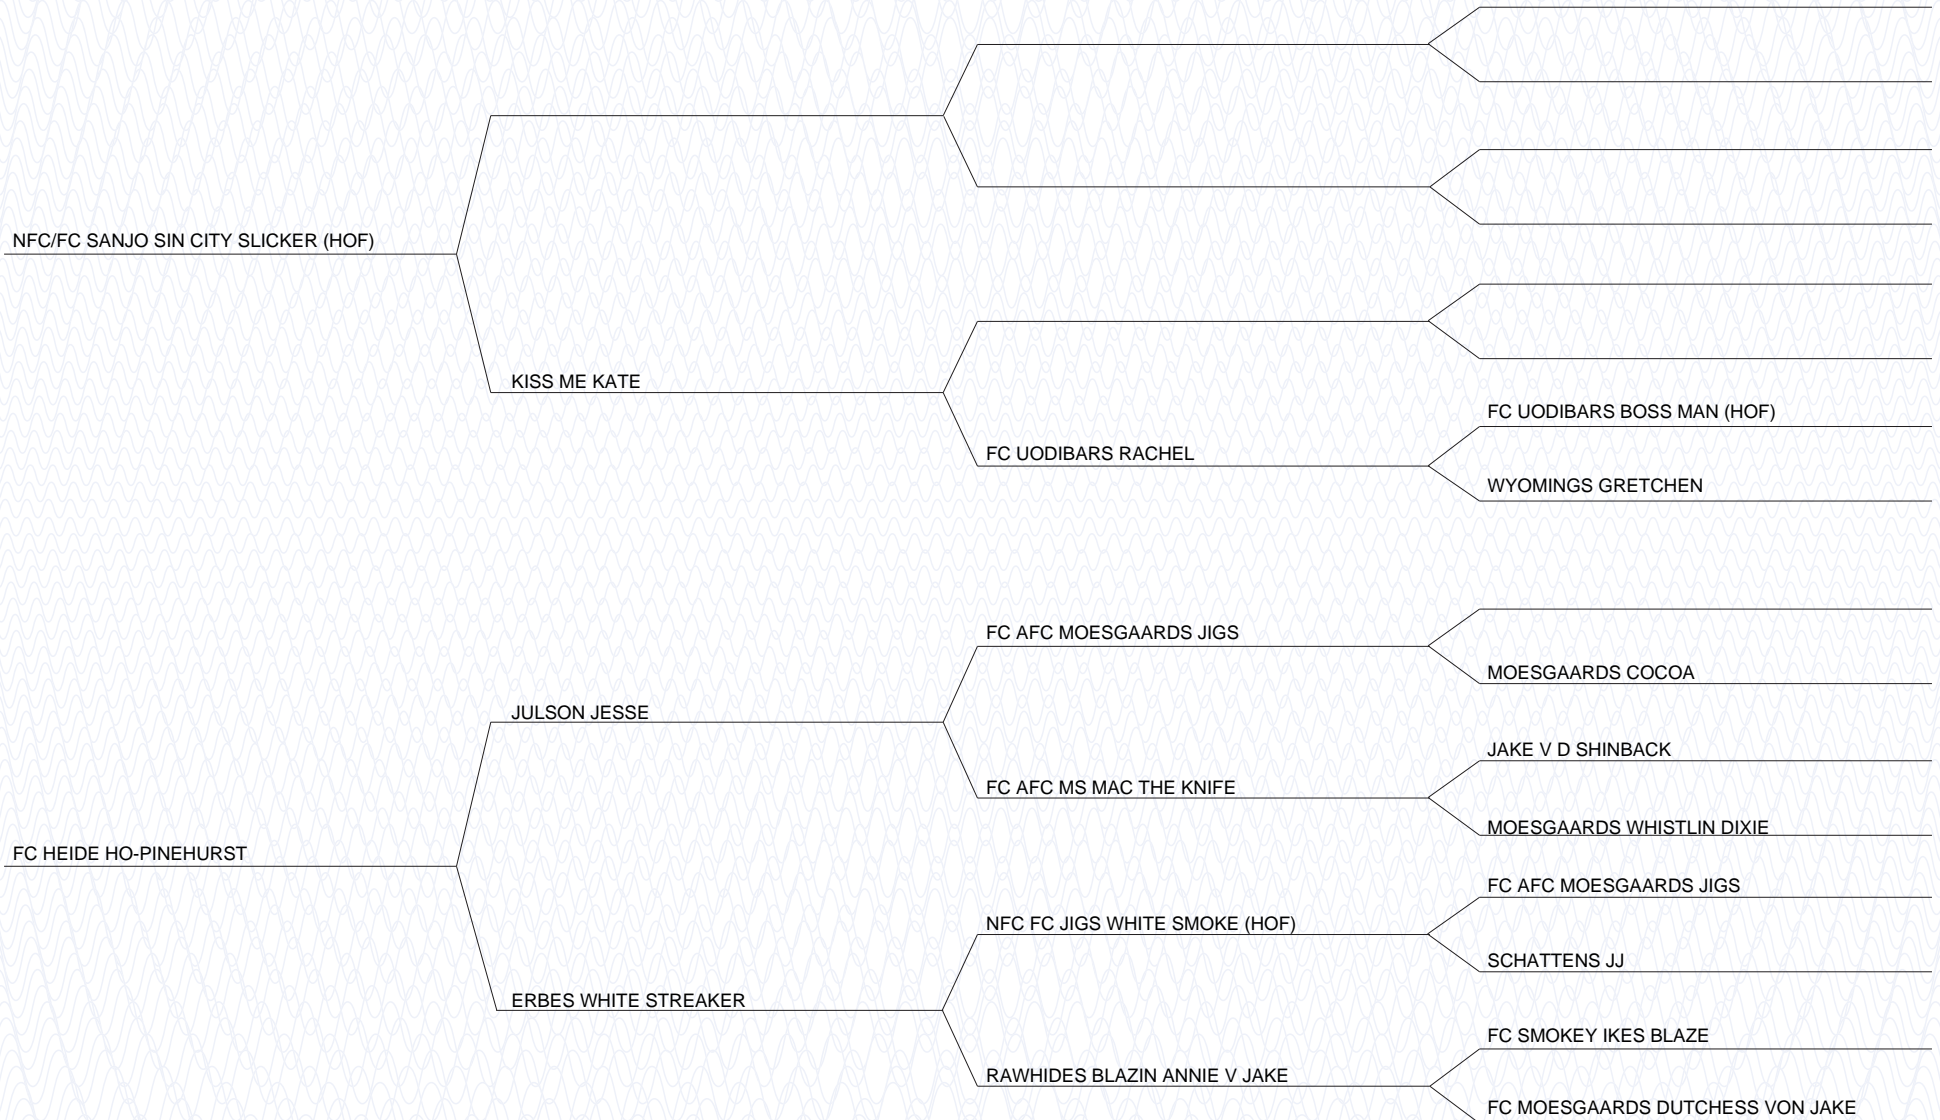 NFC/FC SANJO SIN CITY SLICKER (HOF)
KISS ME KATE
FC UODIBARS BOSS MAN (HOF)
FC UODIBARS RACHEL
WYOMINGS GRETCHEN
FC AFC MOESGAARDS JIGS
MOESGAARDS COCOA
JULSON JESSE
JAKE V D SHINBACK
FC AFC MS MAC THE KNIFE
MOESGAARDS WHISTLIN DIXIE
FC HEIDE HO-PINEHURST
FC AFC MOESGAARDS JIGS
NFC FC JIGS WHITE SMOKE (HOF)
SCHATTENS JJ
ERBES WHITE STREAKER
FC SMOKEY IKES BLAZE
RAWHIDES BLAZIN ANNIE V JAKE
FC MOESGAARDS DUTCHESS VON JAKE